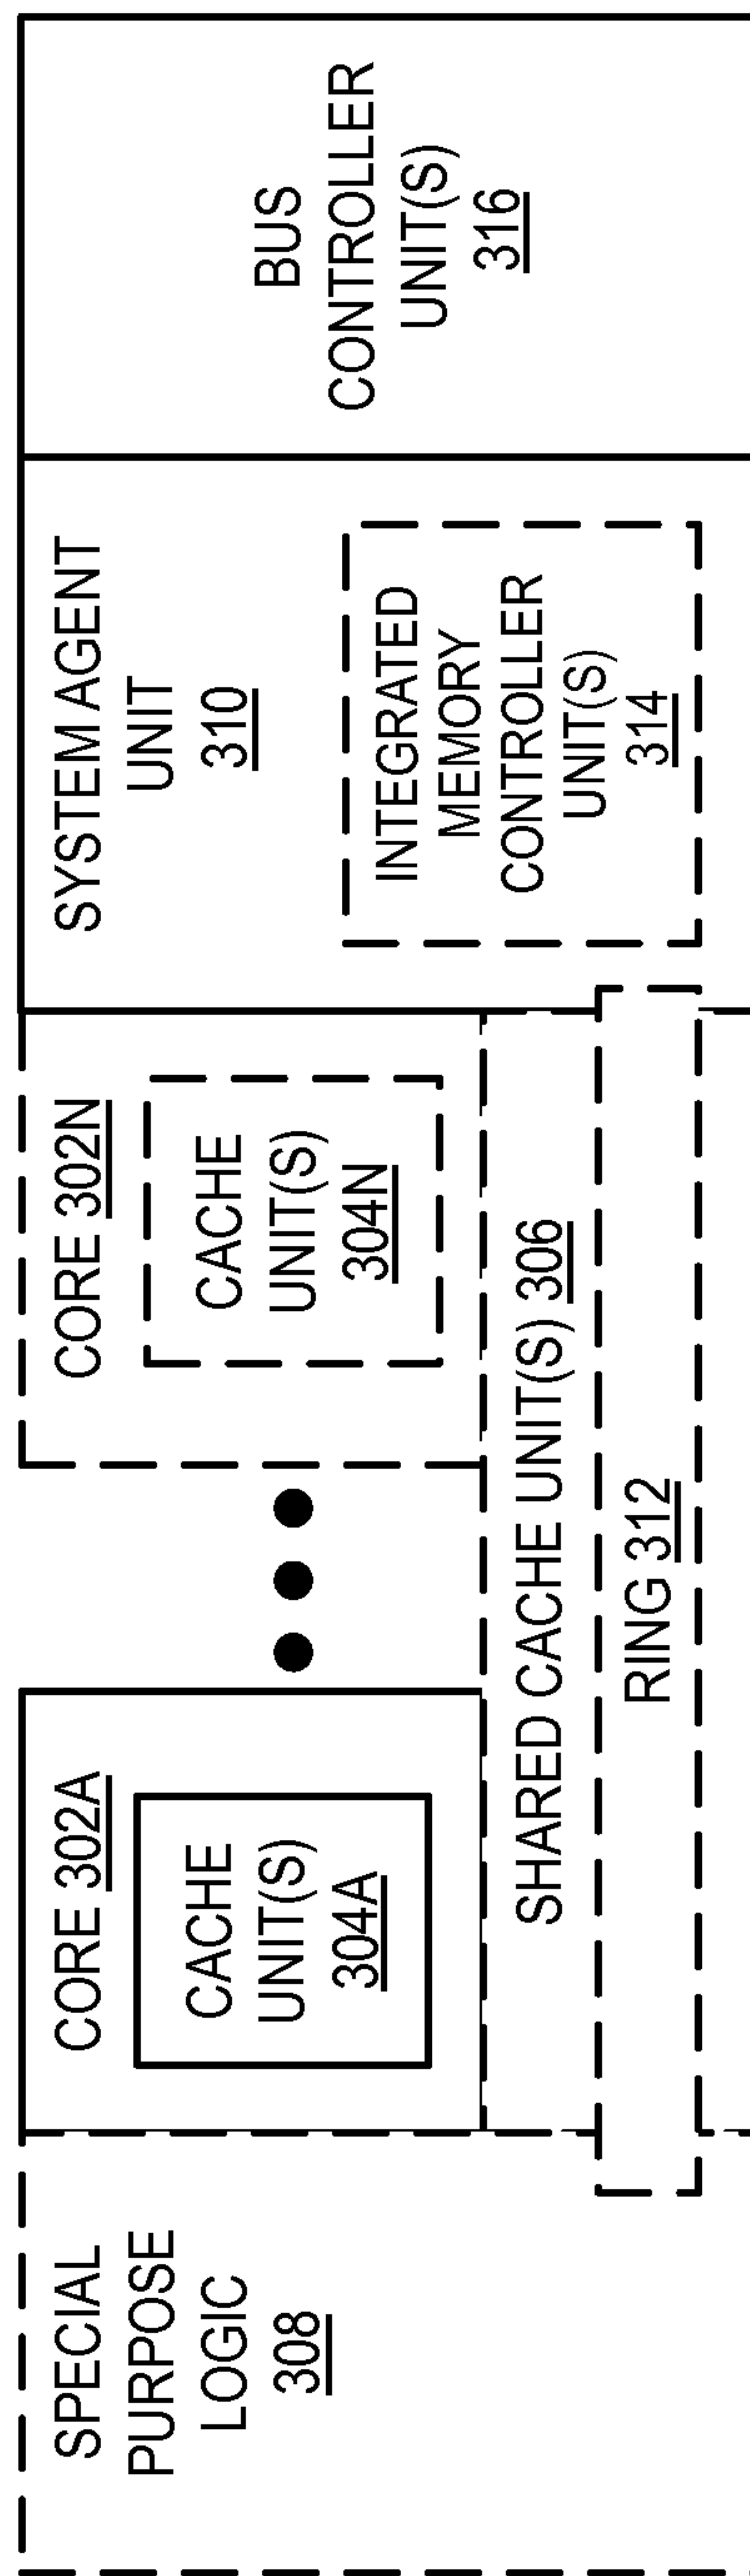 SPECIAL
PURPOSE
LOGIC
308
CORE 302A
CACHE
UNIT(S)
304A
CORE 302N
CACHE
UNIT(S)
304N
SHARED CACHE UNIT(S) 306
RING 312
SYSTEM AGENT
UNIT
310
INTEGRATED
MEMORY
CONTROLLER
UNIT(S)
314
BUS
CONTROLLER
UNIT(S)
316